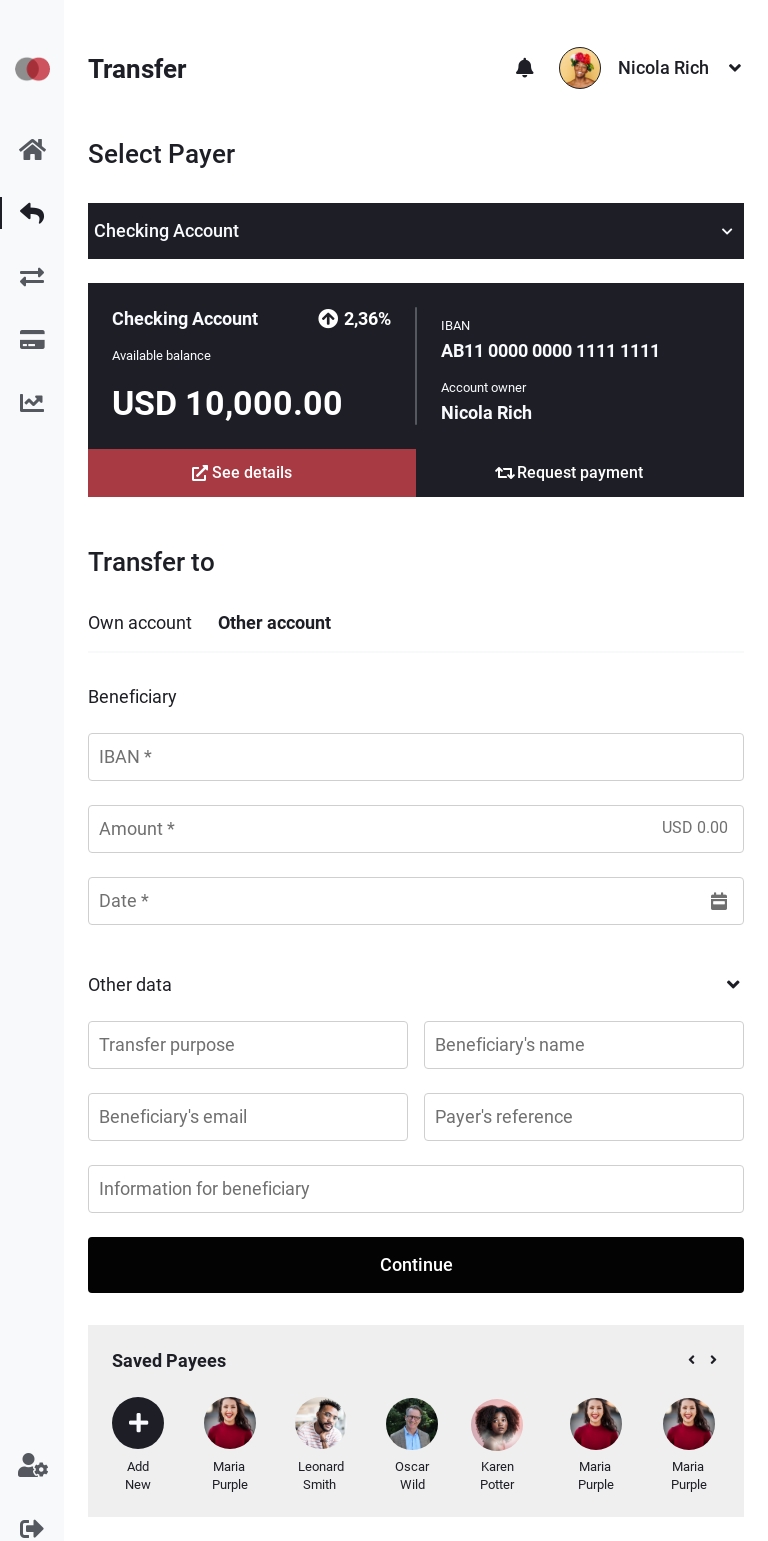 Transfer
Nicola Rich
Select Payer
Checking Account
Checking Account
2,36%
Available balance
USD 10,000.00
IBAN
AB11 0000 0000 1111 1111
Account owner
Nicola Rich
See details
Request payment
Transfer to
Own account
Other account
Beneficiary
IBAN *
Amount *
USD 0.00
Date *
Other data
Transfer purpose
Beneficiary's name
Beneficiary's email
Payer's reference
Information for beneficiary
Continue
Saved Payees
Add
New
Maria
Purple
Leonard
Smith
Oscar
Wild
Karen
Potter
Maria
Purple
Maria
Purple